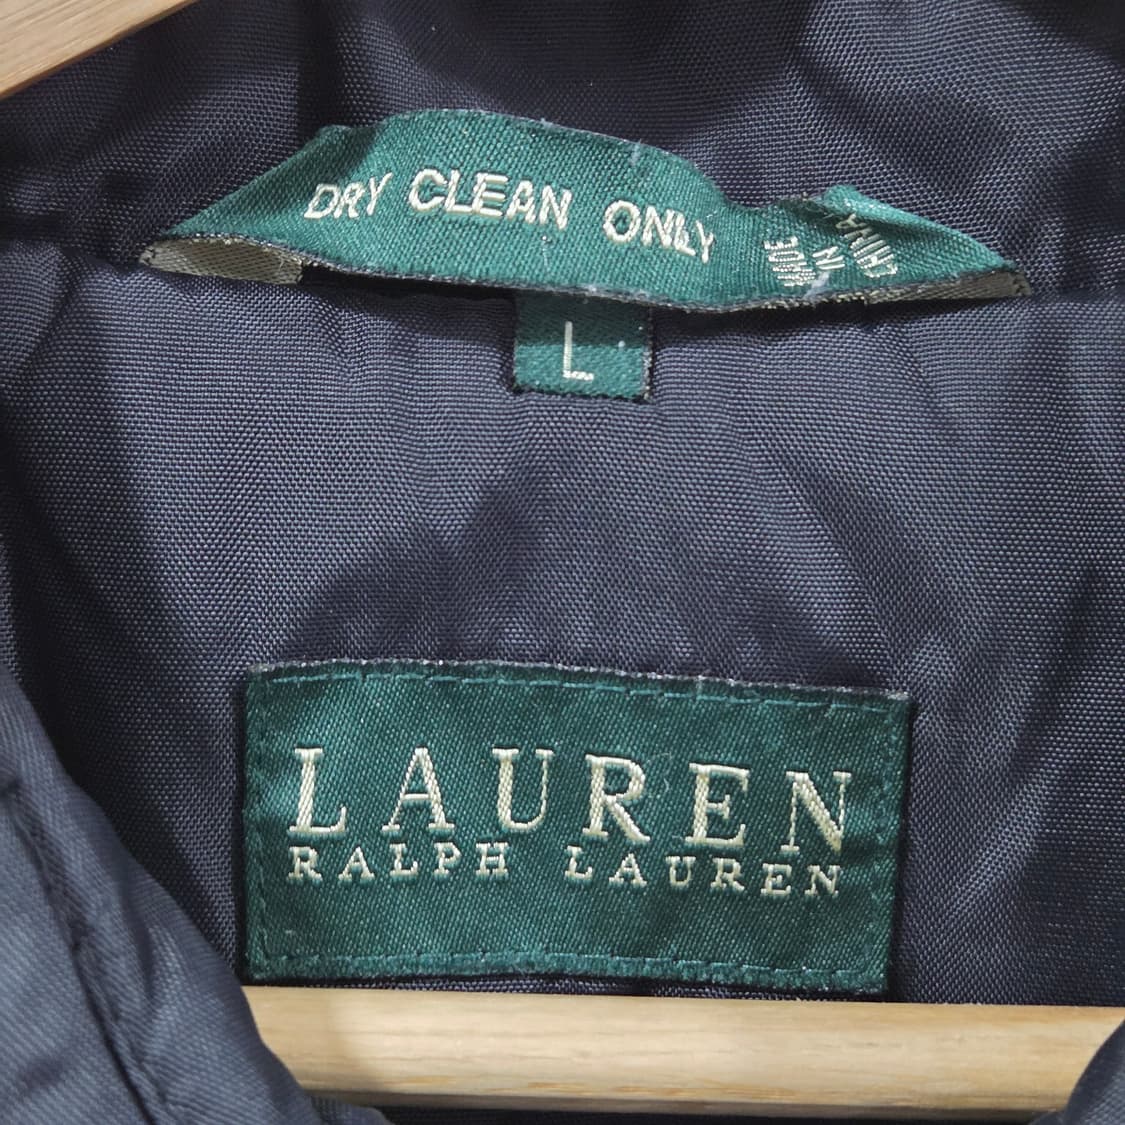 DRY CLEAN ONLY
MADE
IN
CHINA
L
LAUREN
RALPH LAUREN